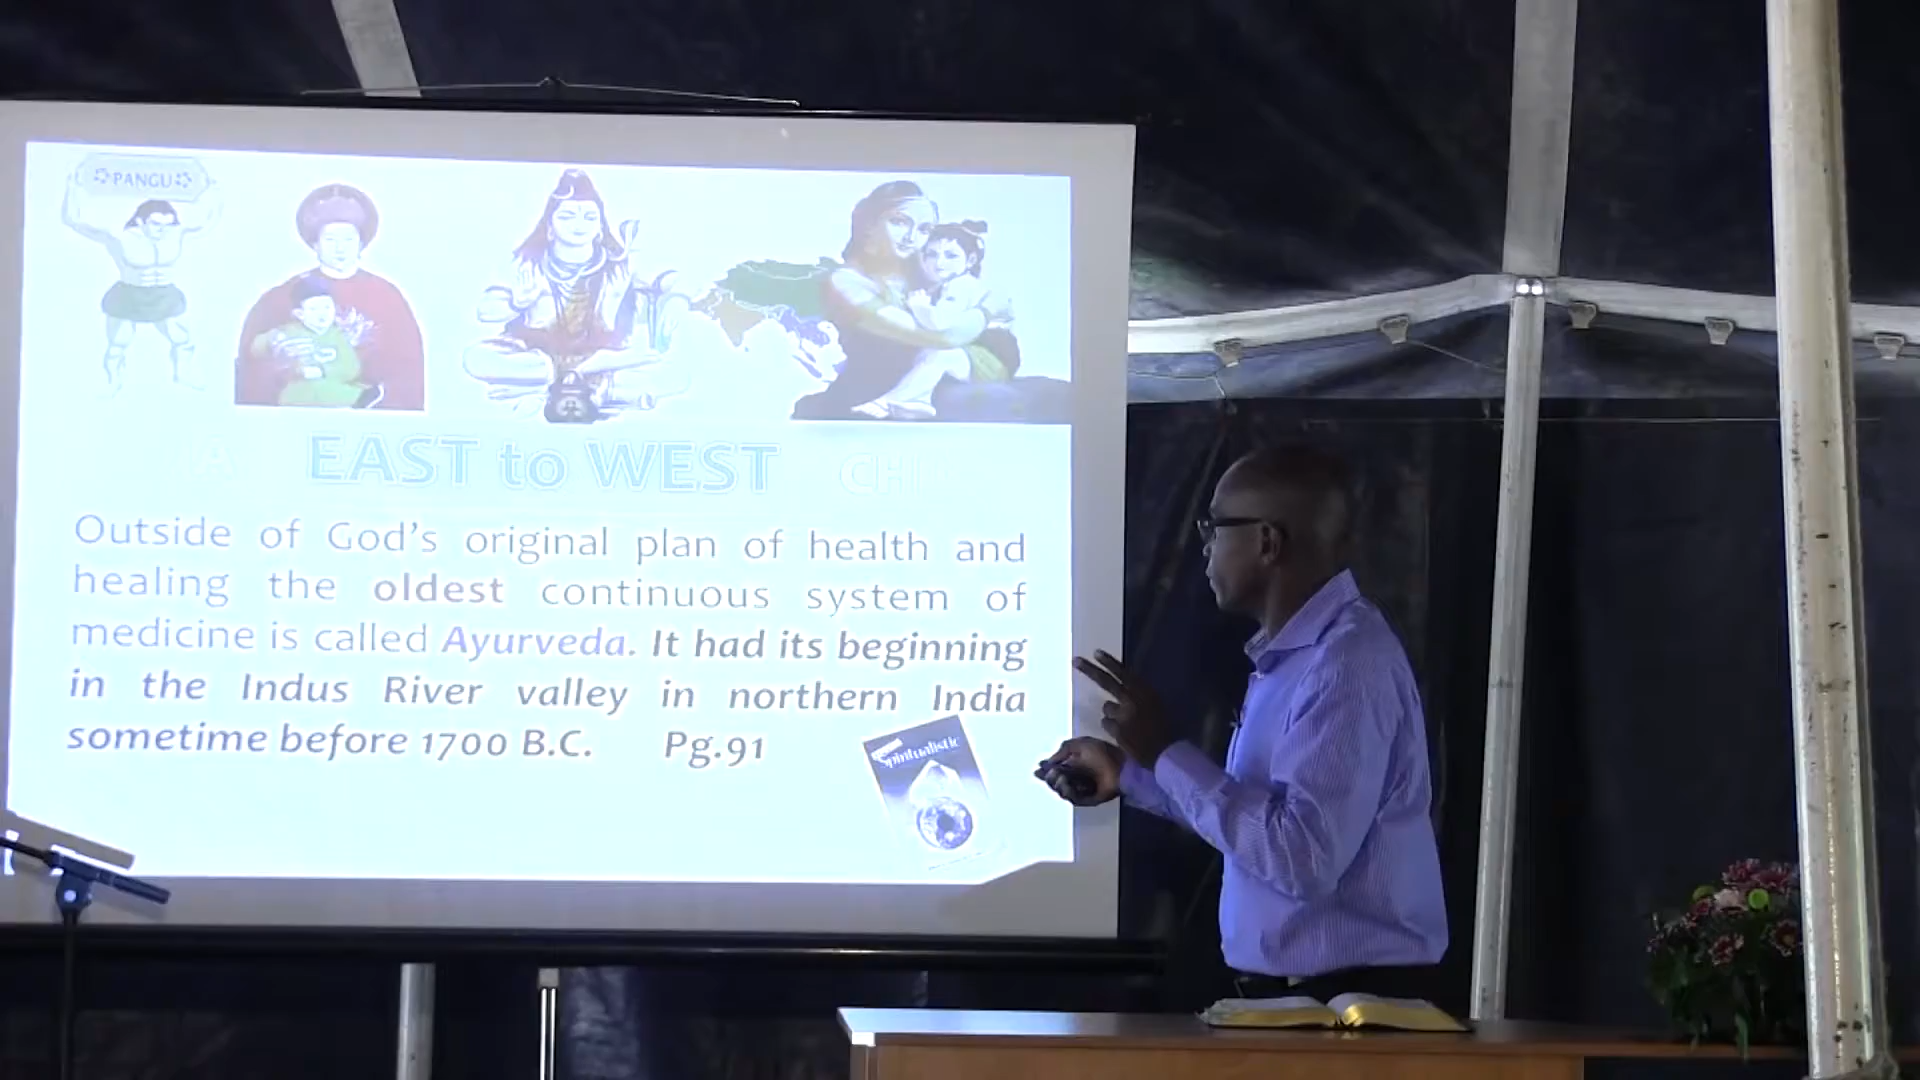 PANGU
EAST to WEST
Outside of God's original plan of health and
healing the oldest continuous system of
medicine is called Ayurveda. It had its beginning
in the Indus River valley in northern India
sometime before 1700 B.C. Pg.91
Spiritualistic